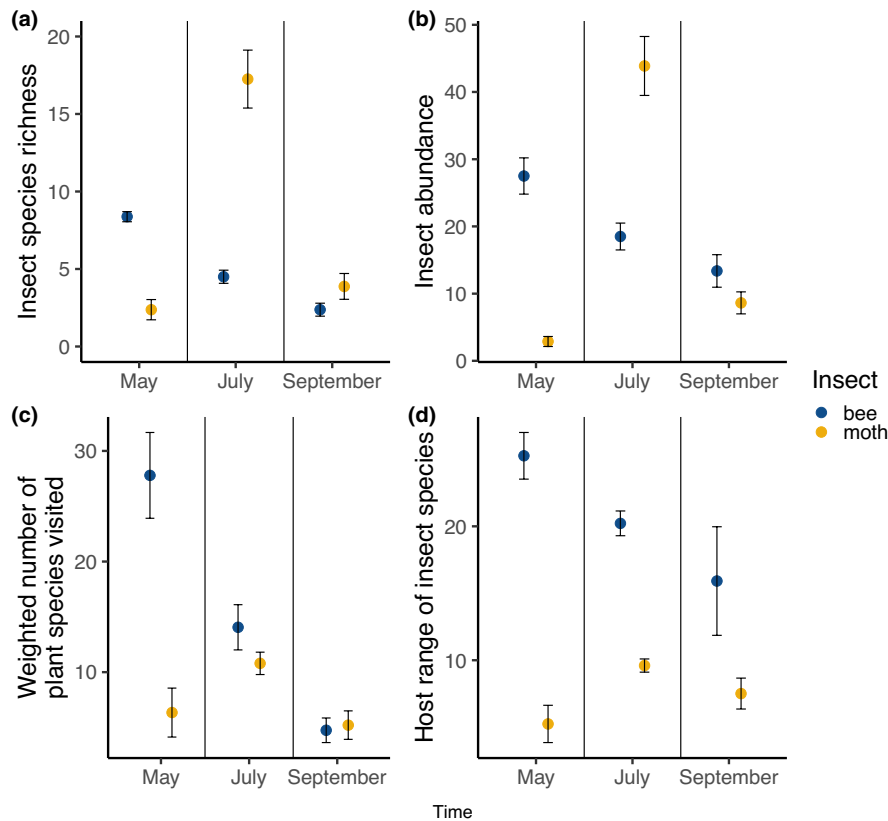 (a)
Insect species richness
20
15
10
5
0
May July September
(b)
Insect abundance
50
40
30
20
10
0
May July September
(c)
Weighted number of
plant species visited
30
20
10
May July September
(d)
Host range of insect species
20
10
May July September
Insect
bee
moth
Time